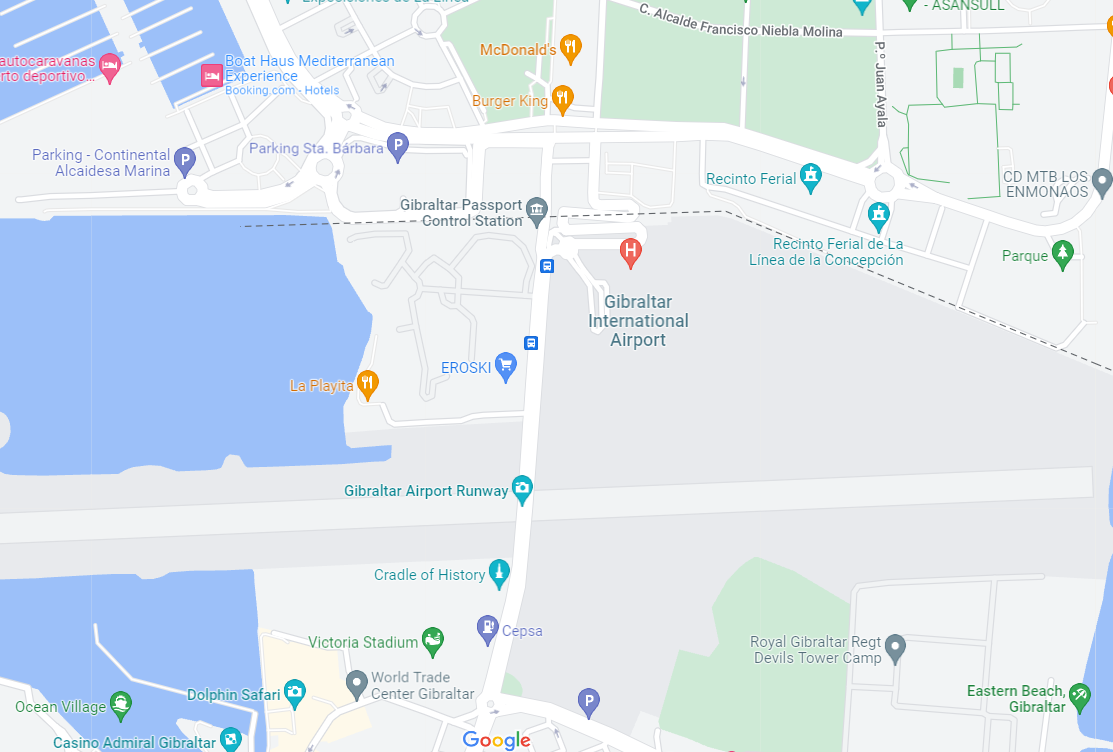 Exposiciones de La Línea
- ASANSULL
C. Alcalde Francisco Niebla Molina
McDonald's
P.º Juan Ayala
autocaravanas
rto deportivo...
Boat Haus Mediterranean
Experience
Booking.com - Hotels
Burger King
Parking - Continental
Alcaidesa Marina
P
Parking Sta. Bárbara
P
Recinto Ferial
CD MTB LOS
ENMONAOS
Gibraltar Passport
Control Station
H
Recinto Ferial de La
Línea de la Concepción
Parque
Gibraltar
International
Airport
EROSKI
La Playita
Gibraltar Airport Runway
Cradle of History
Cepsa
Victoria Stadium
Royal Gibraltar Regt
Devils Tower Camp
World Trade
Center Gibraltar
Dolphin Safari
Ocean Village
P
Eastern Beach,
Gibraltar
Casino Admiral Gibraltar
Google